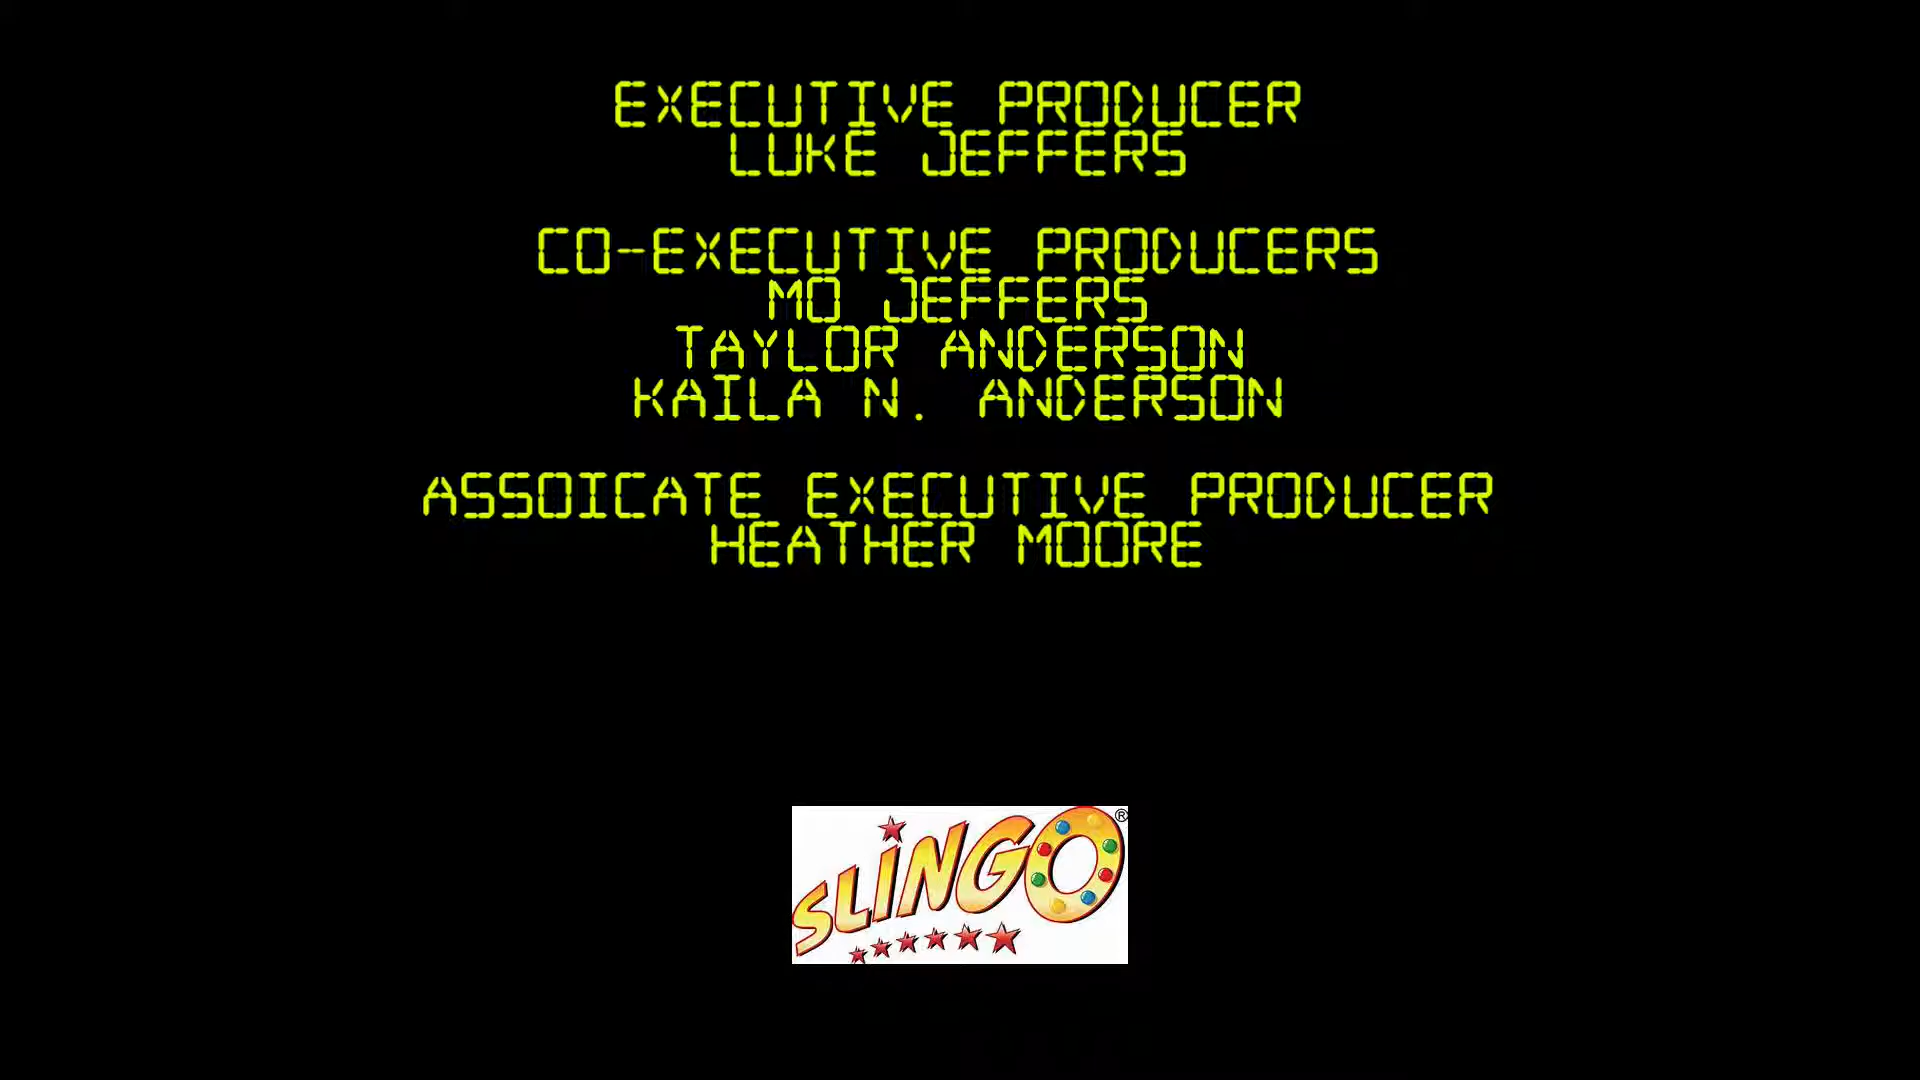 EXECUTIVE PRODUCER
LUKE JEFFERS
CO-EXECUTIVE PRODUCERS
MO JEFFERS
TAYLOR ANDERSON
KAILA N. ANDERSON
ASSOICATE EXECUTIVE PRODUCER
HEATHER MOORE
SLINGO®